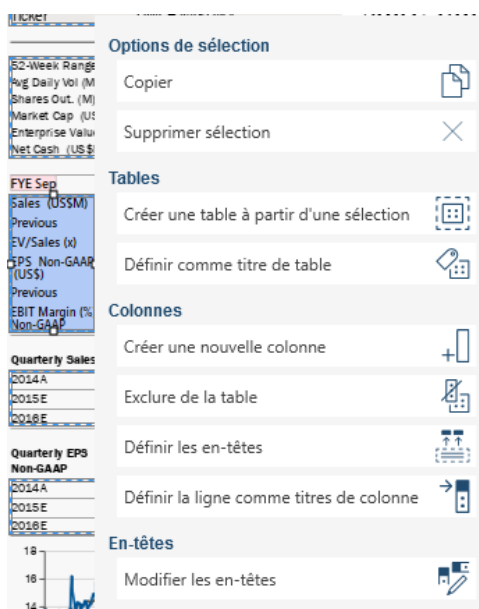 Ticker
52-Week Range
Avg Daily Vol (M
Shares Out. (M)
Market Cap (US
Enterprise Value
Net Cash (US$
FYE Sep
Sales (US$M)
Previous
EV/Sales (x)
EPS Non-GAAP
(US$)
Previous
EBIT Margin (%)
Non-GAAP
Quarterly Sales
2014A
2015E
2016E
Quarterly EPS
Non-GAAP
2014A
2015E
2016E
18
16
14
Options de sélection
Copier
Supprimer sélection
Tables
Créer une table à partir d'une sélection
Définir comme titre de table
Colonnes
Créer une nouvelle colonne
Exclure de la table
Définir les en-têtes
Définir la ligne comme titres de colonne
En-têtes
Modifier les en-têtes